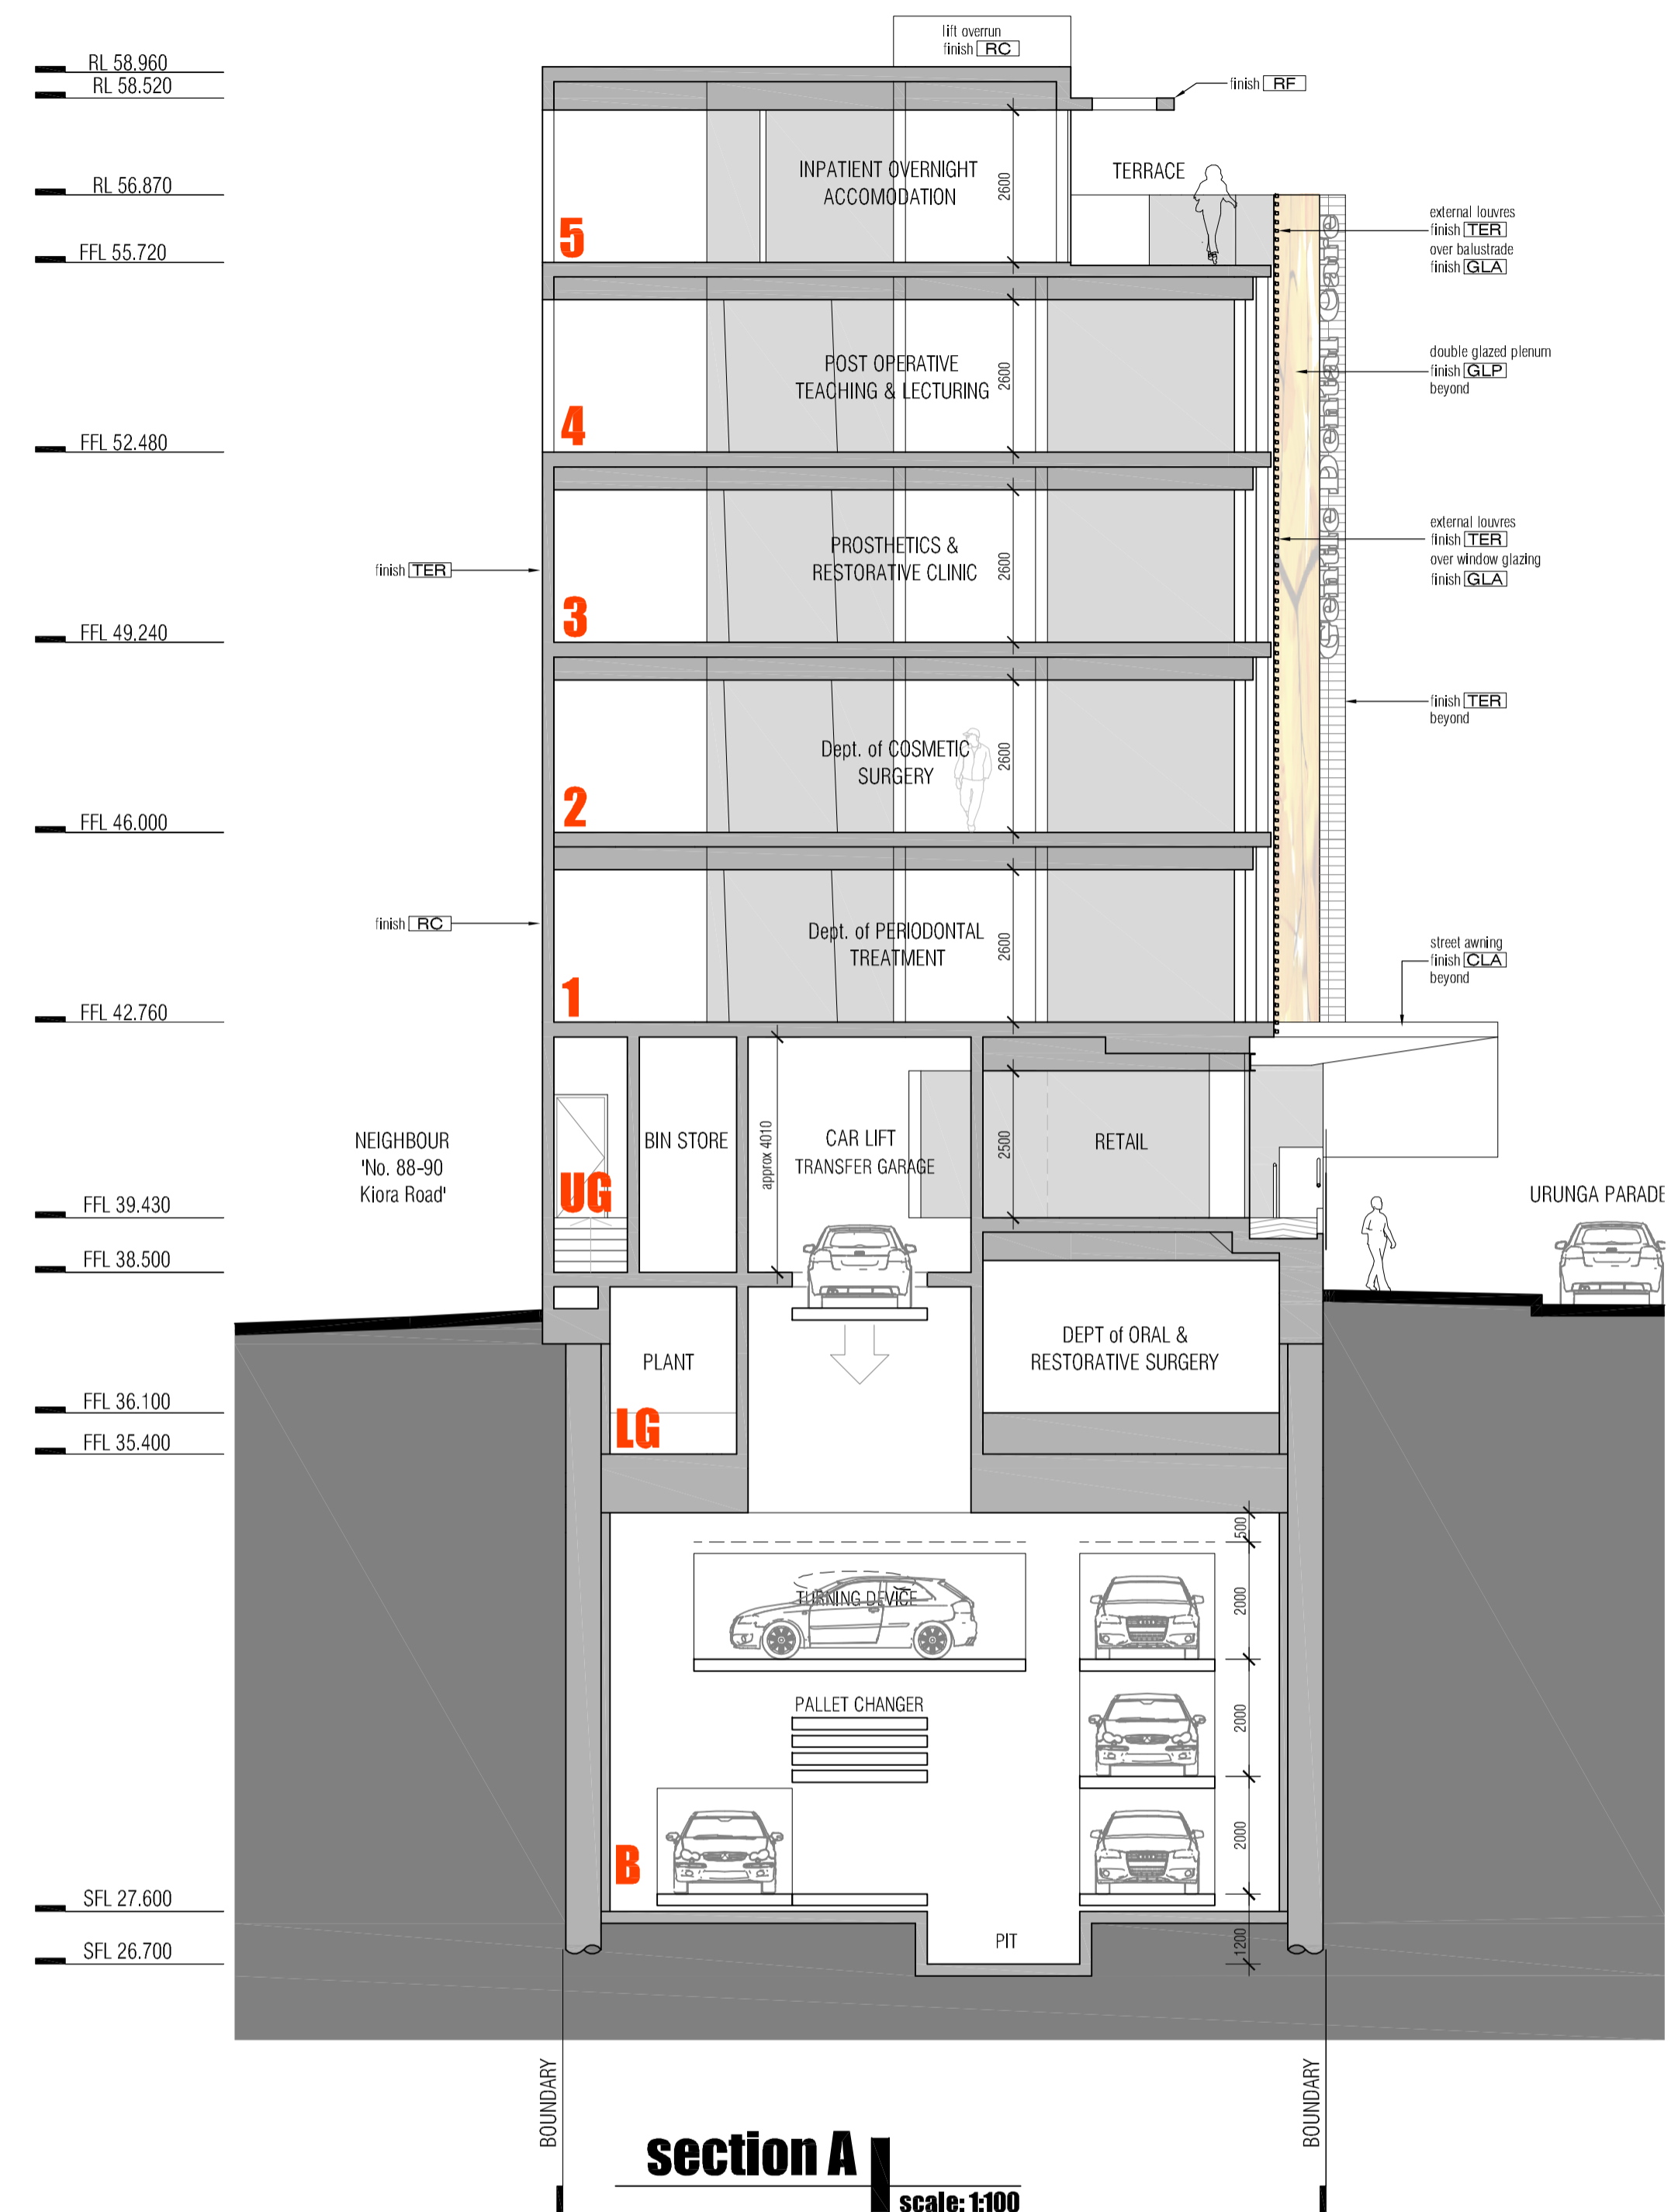 lift overrun
finish RC
RL 58.960
RL 58.520
finish RF
INPATIENT OVERNIGHT
ACCOMODATION
2600
TERRACE
RL 56.870
external louvres
finish TER
over balustrade
finish GLA
5
FFL 55.720
Centre Dental Care
double glazed plenum
finish GLP
beyond
POST OPERATIVE
TEACHING & LECTURING
2600
4
FFL 52.480
external louvres
finish TER
over window glazing
finish GLA
PROSTHETICS &
RESTORATIVE CLINIC
2600
finish TER
3
FFL 49.240
finish TER
beyond
Dept. of COSMETIC
SURGERY
2600
2
FFL 46.000
finish RC
Dept. of PERIODONTAL
TREATMENT
2600
street awning
finish CLA
beyond
1
FFL 42.760
NEIGHBOUR
'No. 88-90
Kiora Road'
BIN STORE
approx 4010
CAR LIFT
TRANSFER GARAGE
2500
RETAIL
UG
URUNGA PARADE
FFL 39.430
FFL 38.500
PLANT
DEPT of ORAL &
RESTORATIVE SURGERY
FFL 36.100
LG
FFL 35.400
500
TURNING DEVICE
2000
PALLET CHANGER
2000
2000
B
SFL 27.600
PIT
1200
SFL 26.700
BOUNDARY
BOUNDARY
section A
scale: 1:100